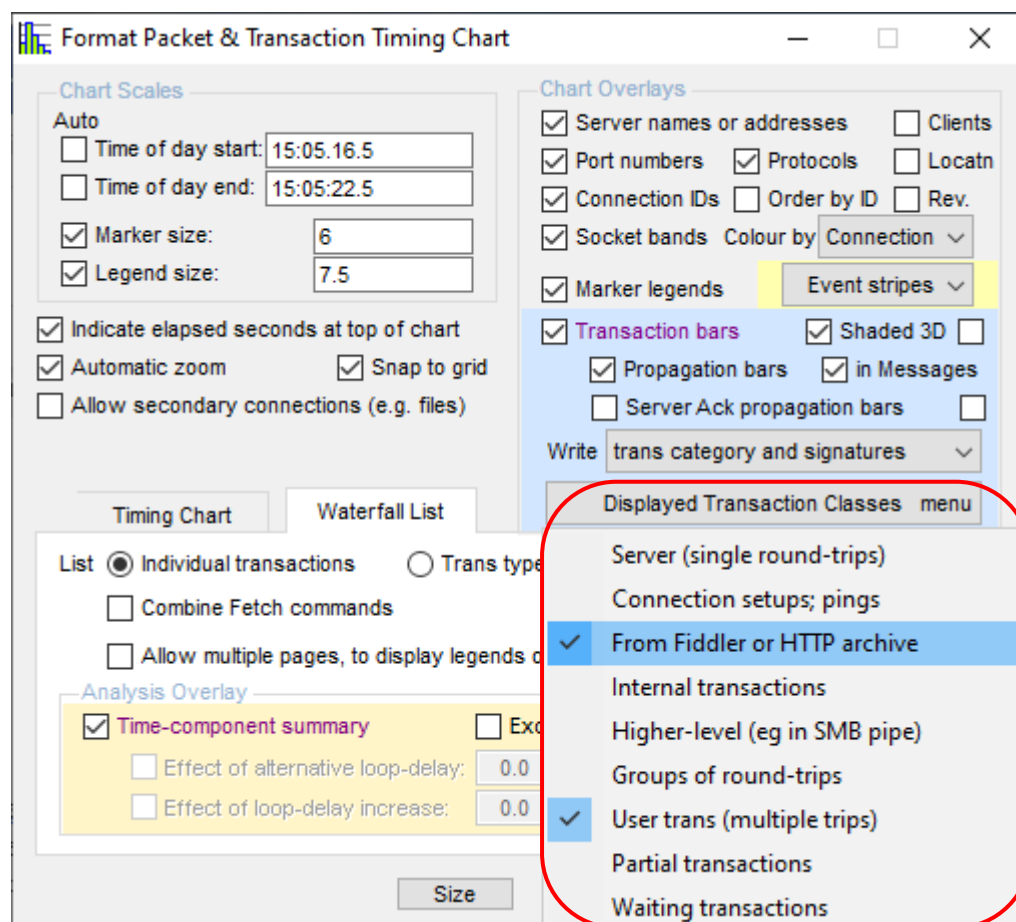 Format Packet & Transaction Timing Chart
Chart Scales
Auto
Time of day start: 15:05.16.5
Time of day end: 15:05:22.5
Marker size: 6
Legend size: 7.5
Indicate elapsed seconds at top of chart
Automatic zoom Snap to grid
Allow secondary connections (e.g. files)
Chart Overlays
Server names or addresses Clients
Port numbers Protocols Locatn
Connection IDs Order by ID Rev.
Socket bands Colour by Connection
Marker legends Event stripes
Transaction bars Shaded 3D
Propagation bars in Messages
Server Ack propagation bars
Write trans category and signatures
Displayed Transaction Classes menu
Server (single round-trips)
Connection setups; pings
From Fiddler or HTTP archive
Internal transactions
Higher-level (eg in SMB pipe)
Groups of round-trips
User trans (multiple trips)
Partial transactions
Waiting transactions
Timing Chart Waterfall List
List Individual transactions Trans type
Combine Fetch commands
Allow multiple pages, to display legends
Analysis Overlay
Time-component summary
Effect of alternative loop-delay: 0.0
Effect of loop-delay increase: 0.0
Size